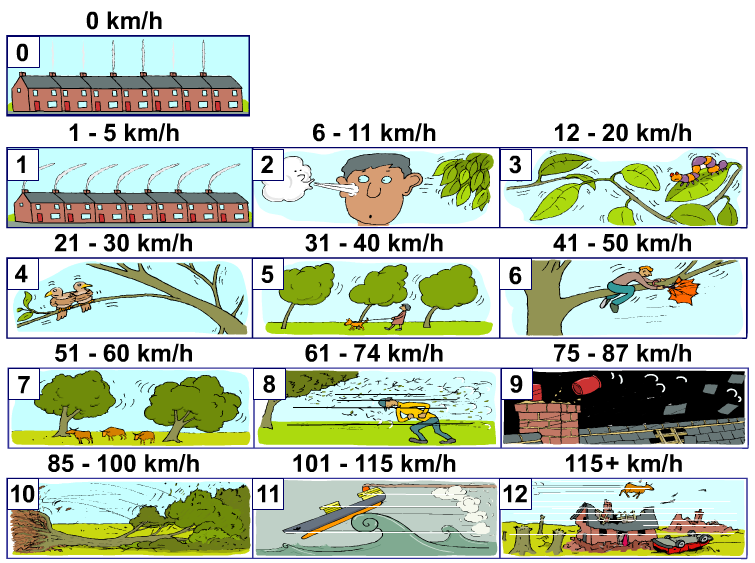 0 km/h
0
1 - 5 km/h 6 - 11 km/h 12 - 20 km/h
1 2 3
21 - 30 km/h 31 - 40 km/h 41 - 50 km/h
4 5 6
51 - 60 km/h 61 - 74 km/h 75 - 87 km/h
7 8 9
85 - 100 km/h 101 - 115 km/h 115+ km/h
10 11 12